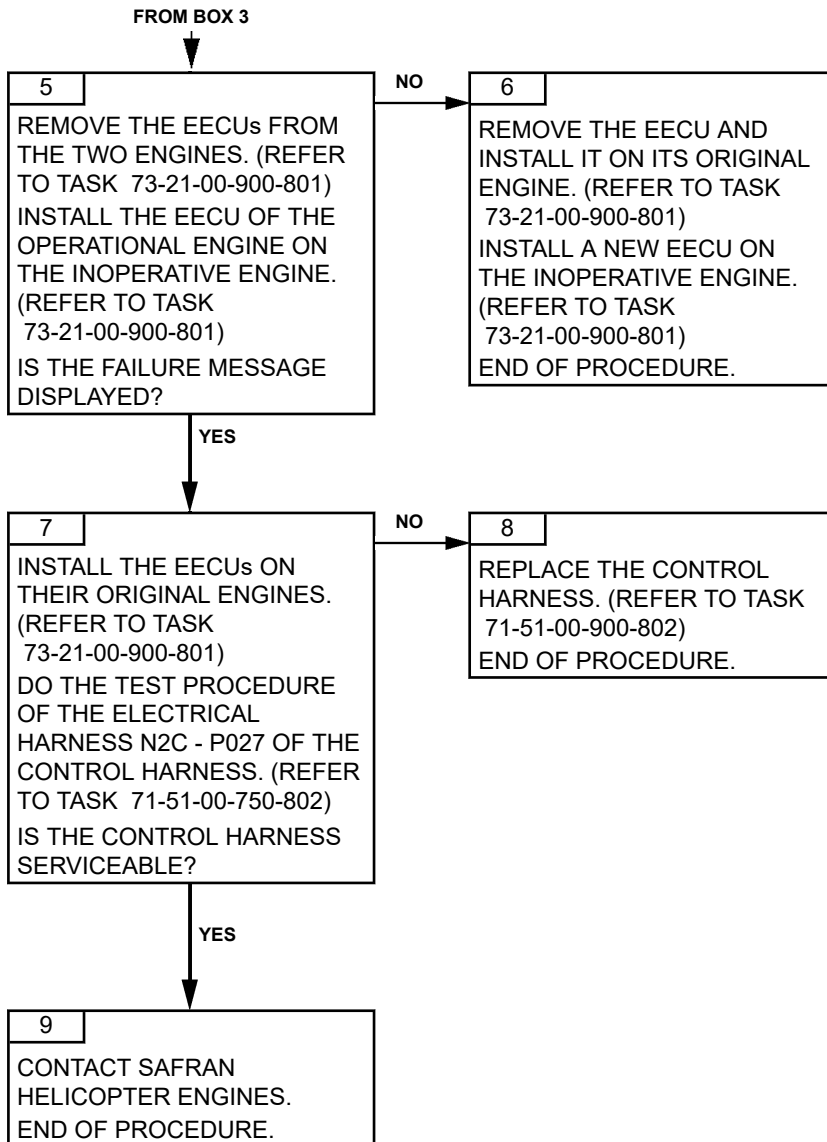 FROM BOX 3
5
REMOVE THE EECUs FROM
THE TWO ENGINES. (REFER
TO TASK 73-21-00-900-801)
INSTALL THE EECU OF THE
OPERATIONAL ENGINE ON
THE INOPERATIVE ENGINE.
(REFER TO TASK
73-21-00-900-801)
IS THE FAILURE MESSAGE
DISPLAYED?
NO
6
REMOVE THE EECU AND
INSTALL IT ON ITS ORIGINAL
ENGINE. (REFER TO TASK
73-21-00-900-801)
INSTALL A NEW EECU ON
THE INOPERATIVE ENGINE.
(REFER TO TASK
73-21-00-900-801)
END OF PROCEDURE.
YES
7
INSTALL THE EECUs ON
THEIR ORIGINAL ENGINES.
(REFER TO TASK
73-21-00-900-801)
DO THE TEST PROCEDURE
OF THE ELECTRICAL
HARNESS N2C - P027 OF THE
CONTROL HARNESS. (REFER
TO TASK 71-51-00-750-802)
IS THE CONTROL HARNESS
SERVICEABLE?
NO
8
REPLACE THE CONTROL
HARNESS. (REFER TO TASK
71-51-00-900-802)
END OF PROCEDURE.
YES
9
CONTACT SAFRAN
HELICOPTER ENGINES.
END OF PROCEDURE.